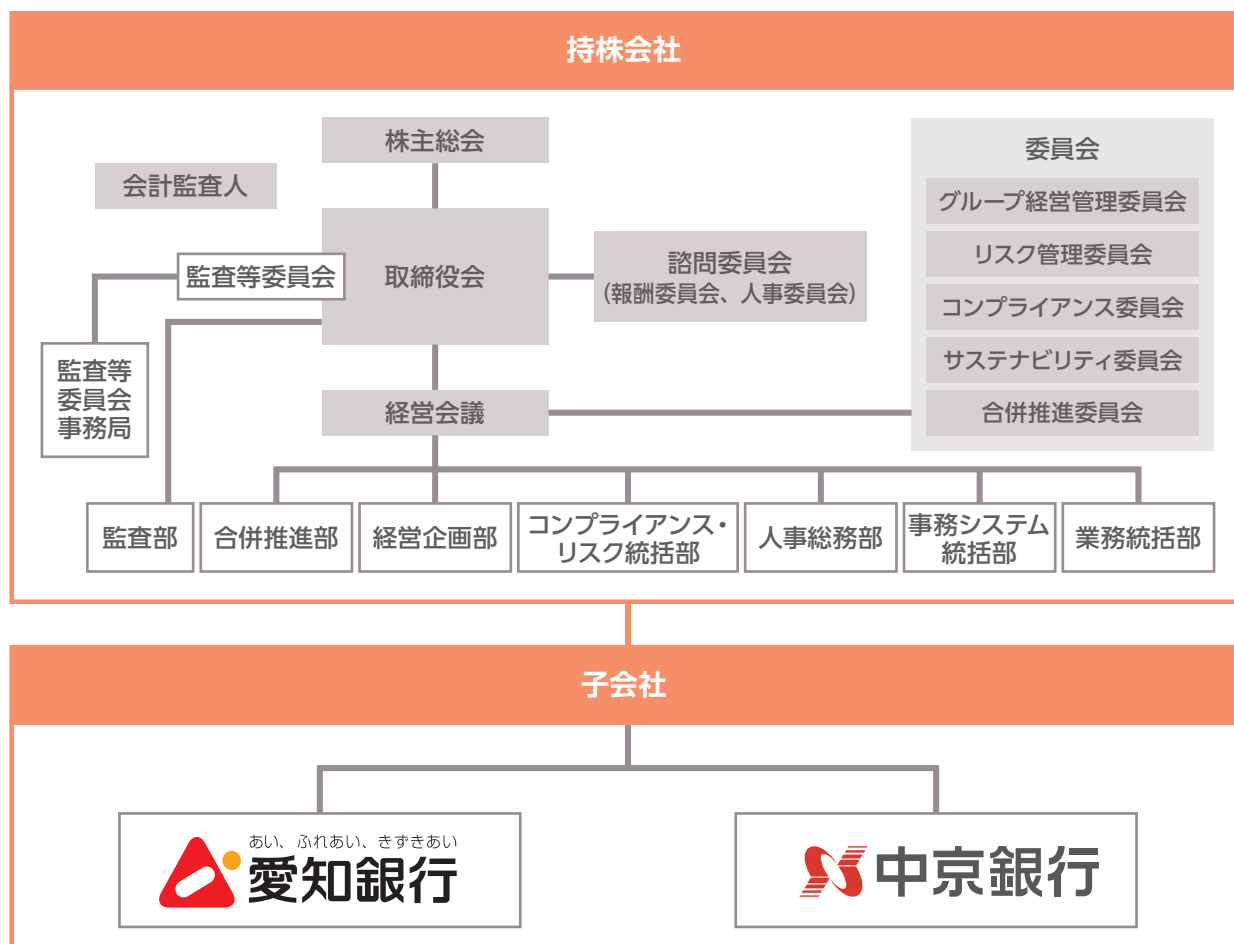 持株会社
株主総会
会計監査人
監査等委員会
取締役会
諮問委員会
(報酬委員会、人事委員会)
監査等
委員会
事務局
経営会議
委員会
グループ経営管理委員会
リスク管理委員会
コンプライアンス委員会
サステナビリティ委員会
合併推進委員会
監査部
合併推進部
経営企画部
コンプライアンス・
リスク統括部
人事総務部
事務システム
統括部
業務統括部
子会社
あい、ふれあい、きずきあい
愛知銀行
中京銀行